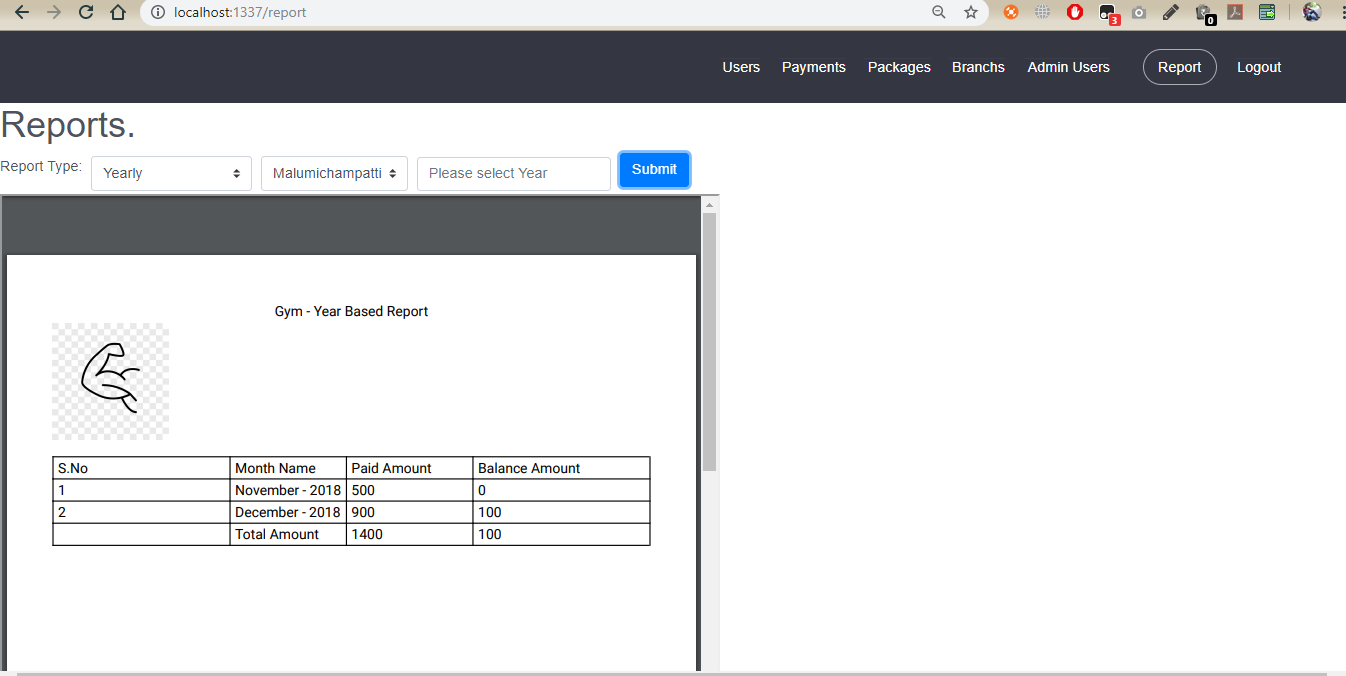 localhost:1337/report
3
0
Users Payments Packages Branchs Admin Users Report Logout
Reports.
Report Type: Yearly Malumichampatti Please select Year Submit
Gym - Year Based Report
S.No Month Name Paid Amount Balance Amount
1 November - 2018 500 0
2 December - 2018 900 100
Total Amount 1400 100